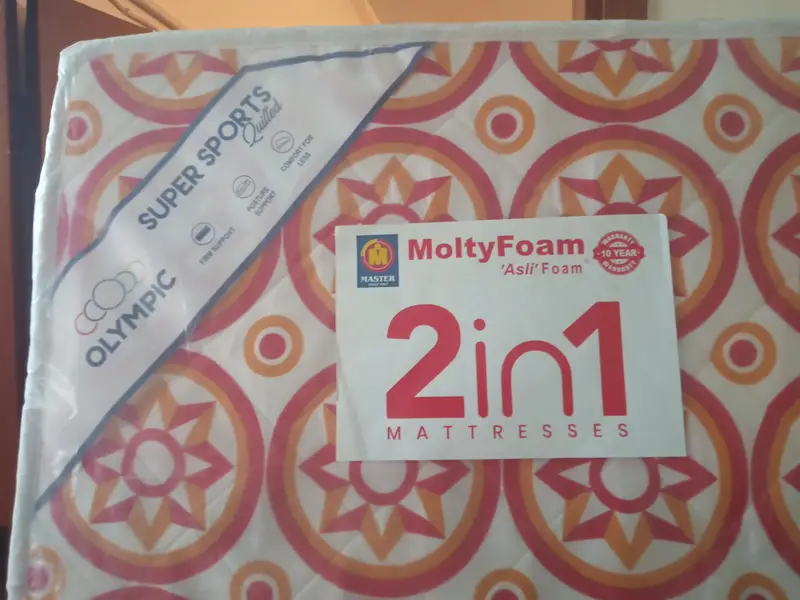 SUPER SPORTS
Quilted
OLYMPIC
FIRM SUPPORT
POSTURE
SUPPORT
COMFORT FOR
LESS
M
MASTER
MoltyFoam
'Asli' Foam
WARRANTY
10 YEAR
WARRANTY
2in1
MATTRESSES